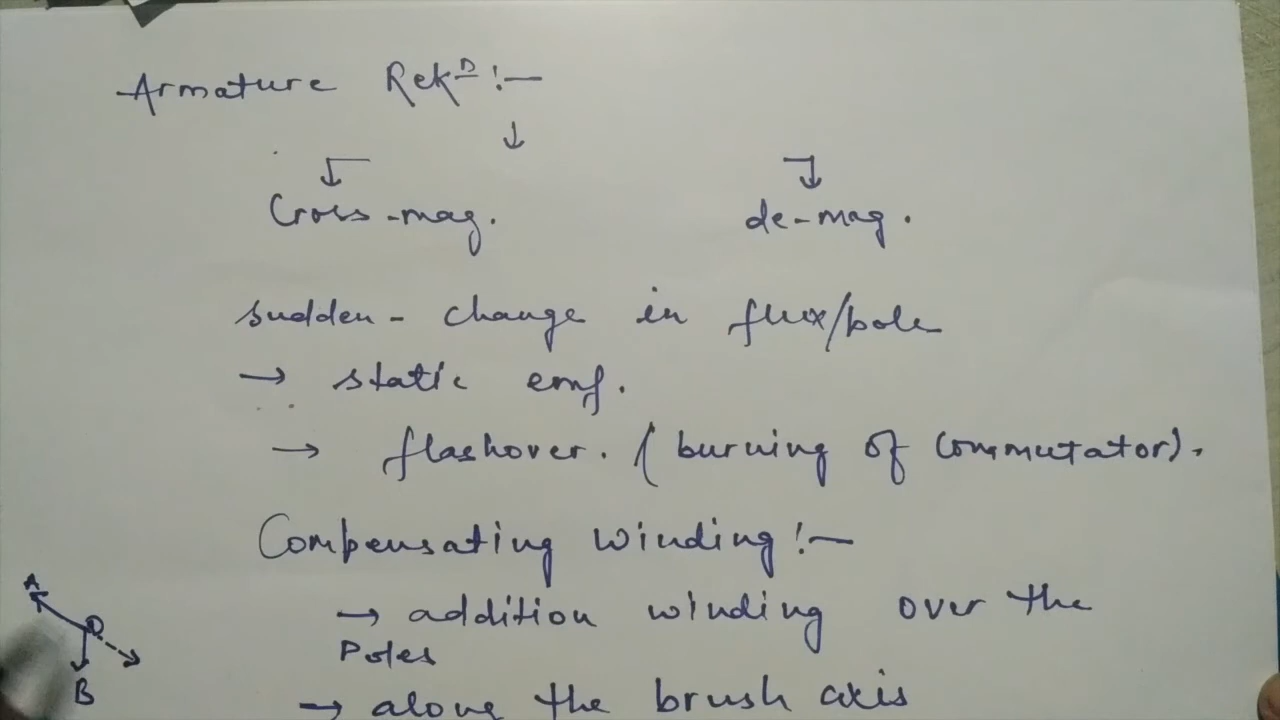 Armature Rekⁿ :—
Cross-mag. de-mag.
sudden - change in flux/pole
→ static emf.
→ flashover. (burning of commutator).
Compensating winding :—
→ addition winding over the
Poles
→ along the brush axis
A
O
B